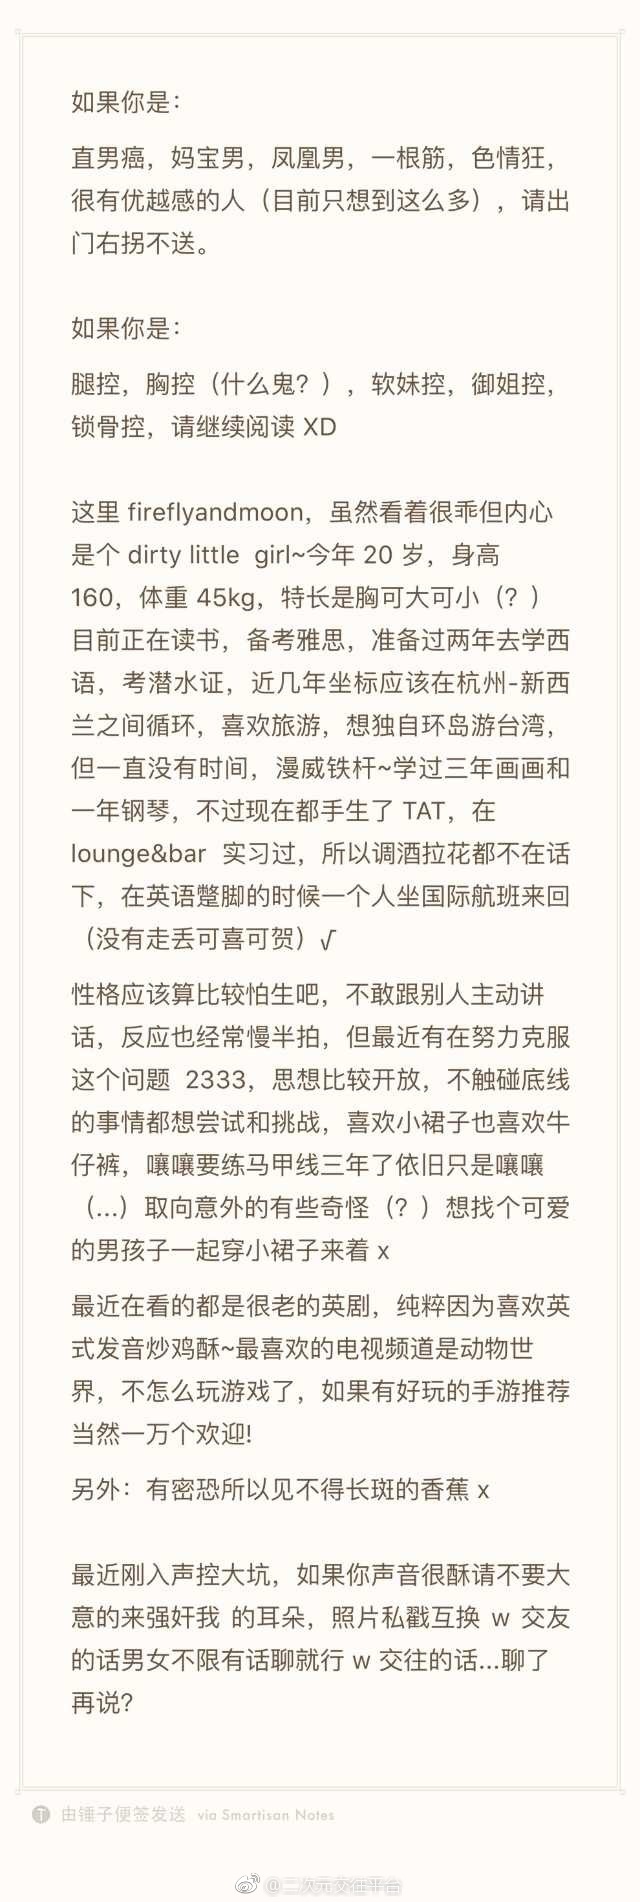 如果你是：
直男癌，妈宝男，凤凰男，一根筋，色情狂，
很有优越感的人（目前只想到这么多），请出
门右拐不送。
如果你是：
腿控，胸控（什么鬼？），软妹控，御姐控，
锁骨控，请继续阅读 XD
这里 fireflyandmoon，虽然看着很乖但内心
是个 dirty little  girl~今年 20 岁，身高
160，体重 45kg，特长是胸可大可小（？）
目前正在读书，备考雅思，准备过两年去学西
语，考潜水证，近几年坐标应该在杭州-新西
兰之间循环，喜欢旅游，想独自环岛游台湾，
但一直没有时间，漫威铁杆~学过三年画画和
一年钢琴，不过现在都手生了 TAT，在
lounge&bar  实习过，所以调酒拉花都不在话
下，在英语蹩脚的时候一个人坐国际航班来回
（没有走丢可喜可贺）√
性格应该算比较怕生吧，不敢跟别人主动讲
话，反应也经常慢半拍，但最近有在努力克服
这个问题  2333，思想比较开放，不触碰底线
的事情都想尝试和挑战，喜欢小裙子也喜欢牛
仔裤，嚷嚷要练马甲线三年了依旧只是嚷嚷
（...）取向意外的有些奇怪（？）想找个可爱
的男孩子一起穿小裙子来着 x
最近在看的都是很老的英剧，纯粹因为喜欢英
式发音炒鸡酥~最喜欢的电视频道是动物世
界，不怎么玩游戏了，如果有好玩的手游推荐
当然一万个欢迎!
另外：有密恐所以见不得长斑的香蕉 x
最近刚入声控大坑，如果你声音很酥请不要大
意的来强奸我 的耳朵，照片私戳互换 w 交友
的话男女不限有话聊就行 w 交往的话...聊了
再说？
T 由锤子便签发送 via Smartisan Notes
@二次元交往平台